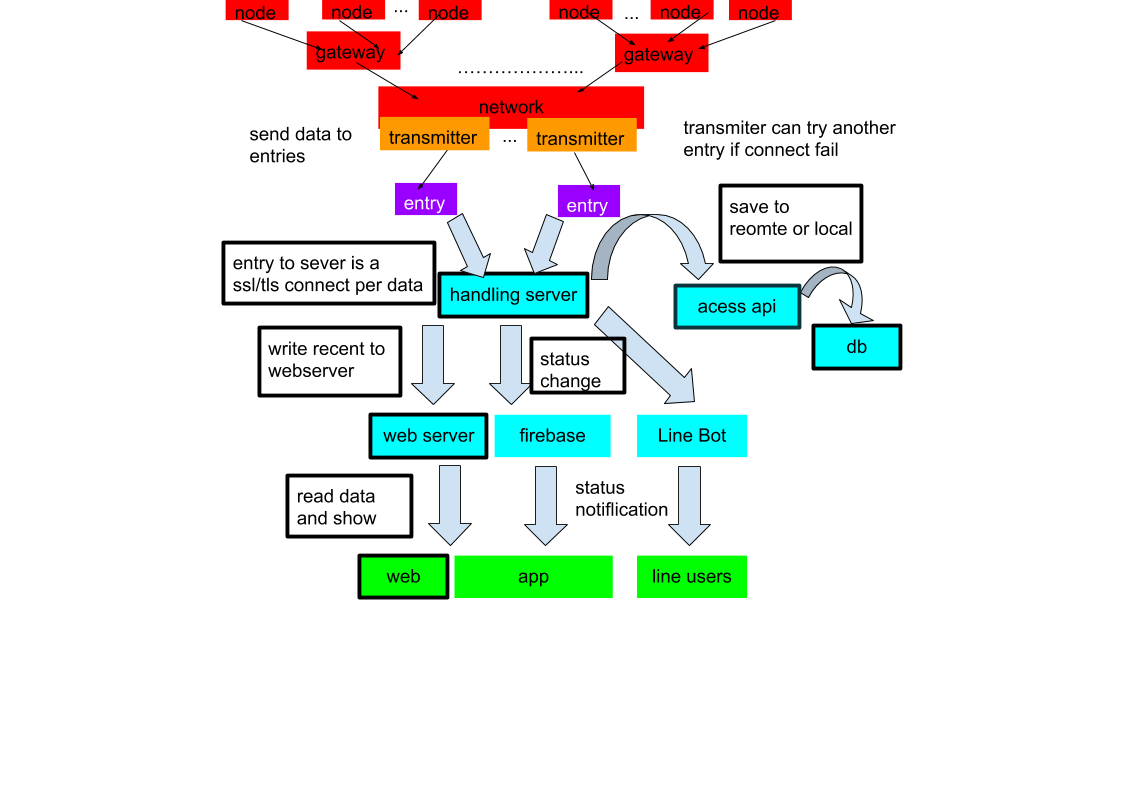 node
node
...
node
node
...
node
node
gateway
gateway
......................
network
transmitter
...
transmitter
send data to
entries
transmiter can try another
entry if connect fail
entry
entry
save to
reomte or local
entry to sever is a
ssl/tls connect per data
handling server
acess api
db
write recent to
webserver
status
change
web server
firebase
Line Bot
read data
and show
status
notiflication
web
app
line users